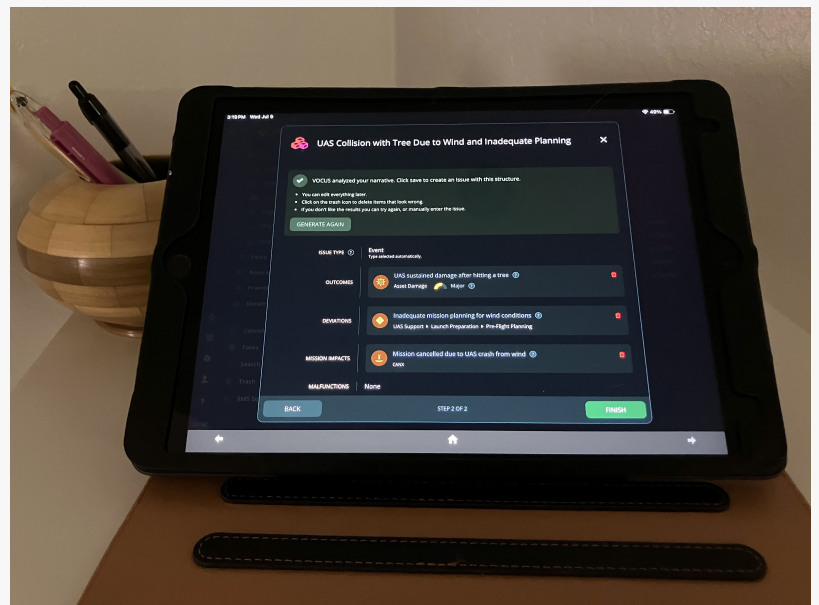 3:10 PM Wed Jul 9
49%
UAS Collision with Tree Due to Wind and Inadequate Planning
VOCUS analyzed your narrative. Click save to create an issue with this structure.
• You can edit everything later.
• Click on the trash icon to delete items that look wrong.
• If you don't like the results you can try again, or manually enter the issue.
GENERATE AGAIN
ISSUE TYPE
Event
Type selected automatically.
OUTCOMES
UAS sustained damage after hitting a tree
Asset Damage Major
DEVIATIONS
Inadequate mission planning for wind conditions
UAS Support ▸ Launch Preparation ▸ Pre-Flight Planning
MISSION IMPACTS
Mission cancelled due to UAS crash from wind
CANX
MALFUNCTIONS
None
Search
Trash
BACK
STEP 2 OF 2
FINISH